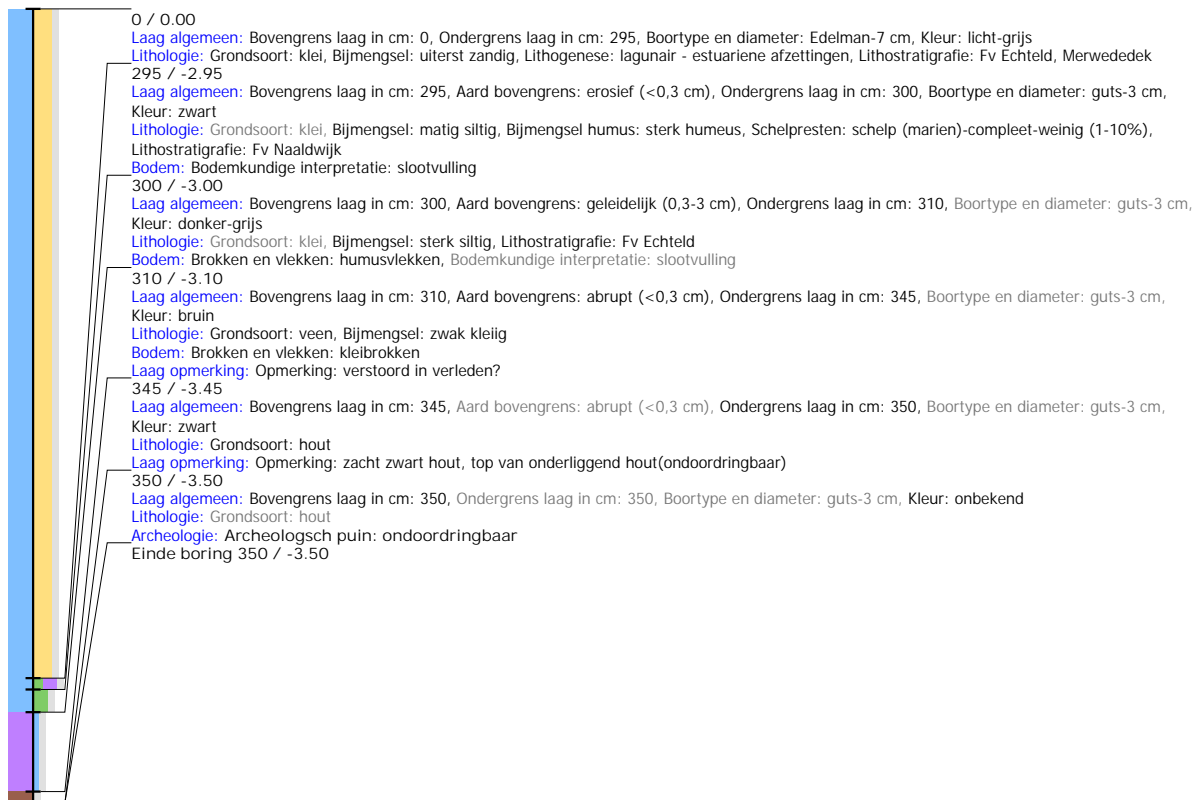 0 / 0.00
Laag algemeen: Bovengrens laag in cm: 0, Ondergrens laag in cm: 295, Boortype en diameter: Edelman-7 cm, Kleur: licht-grijs
Lithologie: Grondsoort: klei, Bijmengsel: uiterst zandig, Lithogenese: lagunair - estuariene afzettingen, Lithostratigrafie: Fv Echteld, Merwededek
295 / -2.95
Laag algemeen: Bovengrens laag in cm: 295, Aard bovengrens: erosief (<0,3 cm), Ondergrens laag in cm: 300, Boortype en diameter: guts-3 cm,
Kleur: zwart
Lithologie: Grondsoort: klei, Bijmengsel: matig siltig, Bijmengsel humus: sterk humeus, Schelpresten: schelp (marien)-compleet-weinig (1-10%),
Lithostratigrafie: Fv Naaldwijk
Bodem: Bodemkundige interpretatie: slootvulling
300 / -3.00
Laag algemeen: Bovengrens laag in cm: 300, Aard bovengrens: geleidelijk (0,3-3 cm), Ondergrens laag in cm: 310, Boortype en diameter: guts-3 cm,
Kleur: donker-grijs
Lithologie: Grondsoort: klei, Bijmengsel: sterk siltig, Lithostratigrafie: Fv Echteld
Bodem: Brokken en vlekken: humusvlekken, Bodemkundige interpretatie: slootvulling
310 / -3.10
Laag algemeen: Bovengrens laag in cm: 310, Aard bovengrens: abrupt (<0,3 cm), Ondergrens laag in cm: 345, Boortype en diameter: guts-3 cm,
Kleur: bruin
Lithologie: Grondsoort: veen, Bijmengsel: zwak kleiig
Bodem: Brokken en vlekken: kleibrokken
Laag opmerking: Opmerking: verstoord in verleden?
345 / -3.45
Laag algemeen: Bovengrens laag in cm: 345, Aard bovengrens: abrupt (<0,3 cm), Ondergrens laag in cm: 350, Boortype en diameter: guts-3 cm,
Kleur: zwart
Lithologie: Grondsoort: hout
Laag opmerking: Opmerking: zacht zwart hout, top van onderliggend hout(ondoordringbaar)
350 / -3.50
Laag algemeen: Bovengrens laag in cm: 350, Ondergrens laag in cm: 350, Boortype en diameter: guts-3 cm, Kleur: onbekend
Lithologie: Grondsoort: hout
Archeologie: Archeologsch puin: ondoordringbaar
Einde boring 350 / -3.50